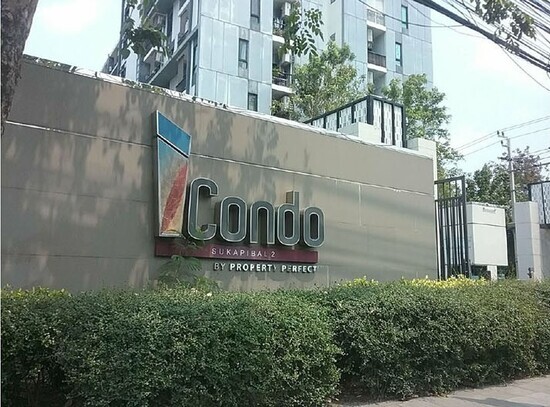 i Condo
SUKAPIBAL 2
BY PROPERTY PERFECT